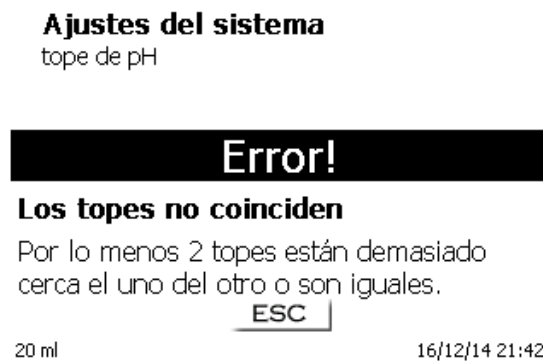 Ajustes del sistema
tope de pH
Error!
Los topes no coinciden
Por lo menos 2 topes están demasiado
cerca el uno del otro o son iguales.
ESC
20 ml 16/12/14 21:42